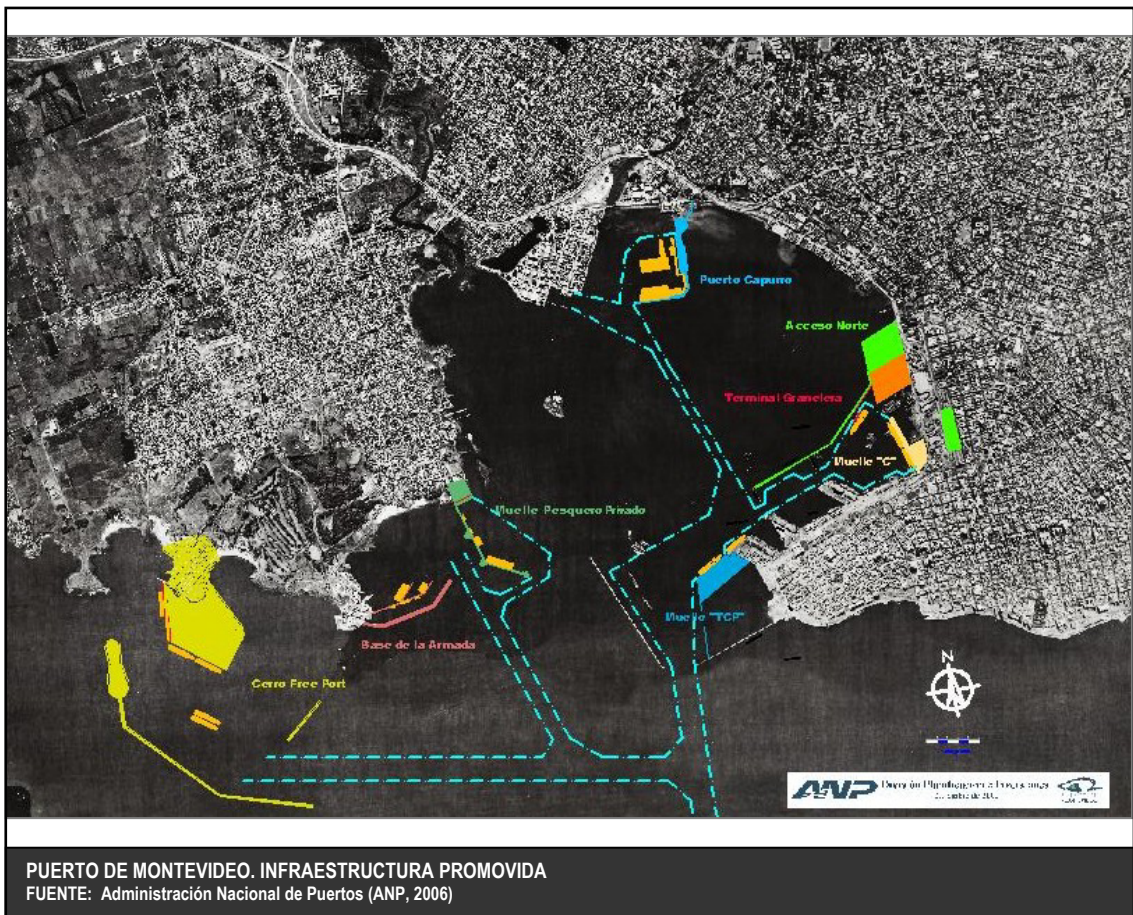 Puerto Capurro
Acceso Norte
Terminal Granelera
Muelle "C"
Muelle Pesquero Privado
Muelle "TCP"
Base de la Armada
Cerro Free Port
N
ANP
PUERTO DE MONTEVIDEO. INFRAESTRUCTURA PROMOVIDA
FUENTE: Administración Nacional de Puertos (ANP, 2006)